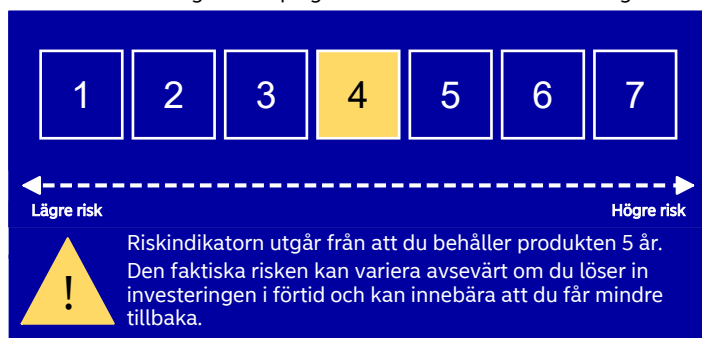 1 2 3 4 5 6 7
Lägre risk Högre risk
Riskindikatorn utgår från att du behåller produkten 5 år.
Den faktiska risken kan variera avsevärt om du löser in
! investeringen i förtid och kan innebära att du får mindre
tillbaka.